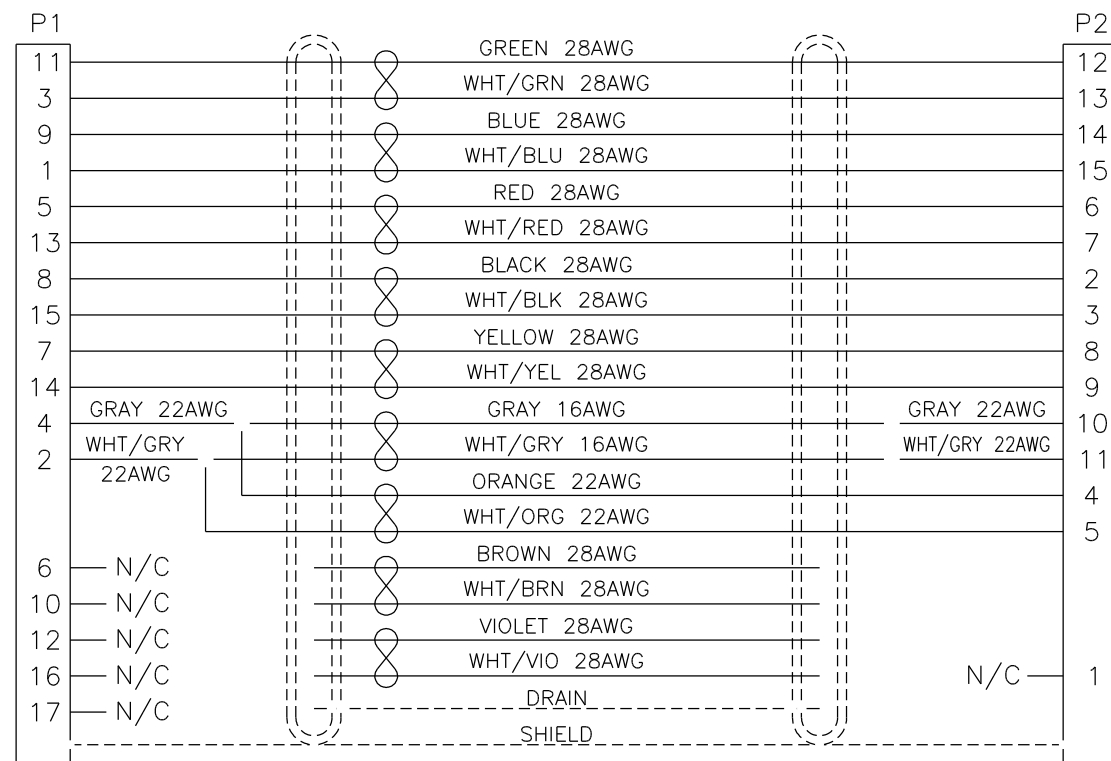 P1 P2
GREEN 28AWG
11 12
WHT/GRN 28AWG
3 13
BLUE 28AWG
9 14
WHT/BLU 28AWG
1 15
RED 28AWG
5 6
WHT/RED 28AWG
13 7
BLACK 28AWG
8 2
WHT/BLK 28AWG
15 3
YELLOW 28AWG
7 8
WHT/YEL 28AWG
14 9
GRAY 22AWG GRAY 16AWG GRAY 22AWG
4 10
WHT/GRY WHT/GRY 16AWG WHT/GRY 22AWG
2 11
22AWG ORANGE 22AWG
4
WHT/ORG 22AWG
5
BROWN 28AWG
6 N/C
WHT/BRN 28AWG
10 N/C
VIOLET 28AWG
12 N/C
WHT/VIO 28AWG
16 N/C N/C 1
DRAIN
17 N/C
SHIELD